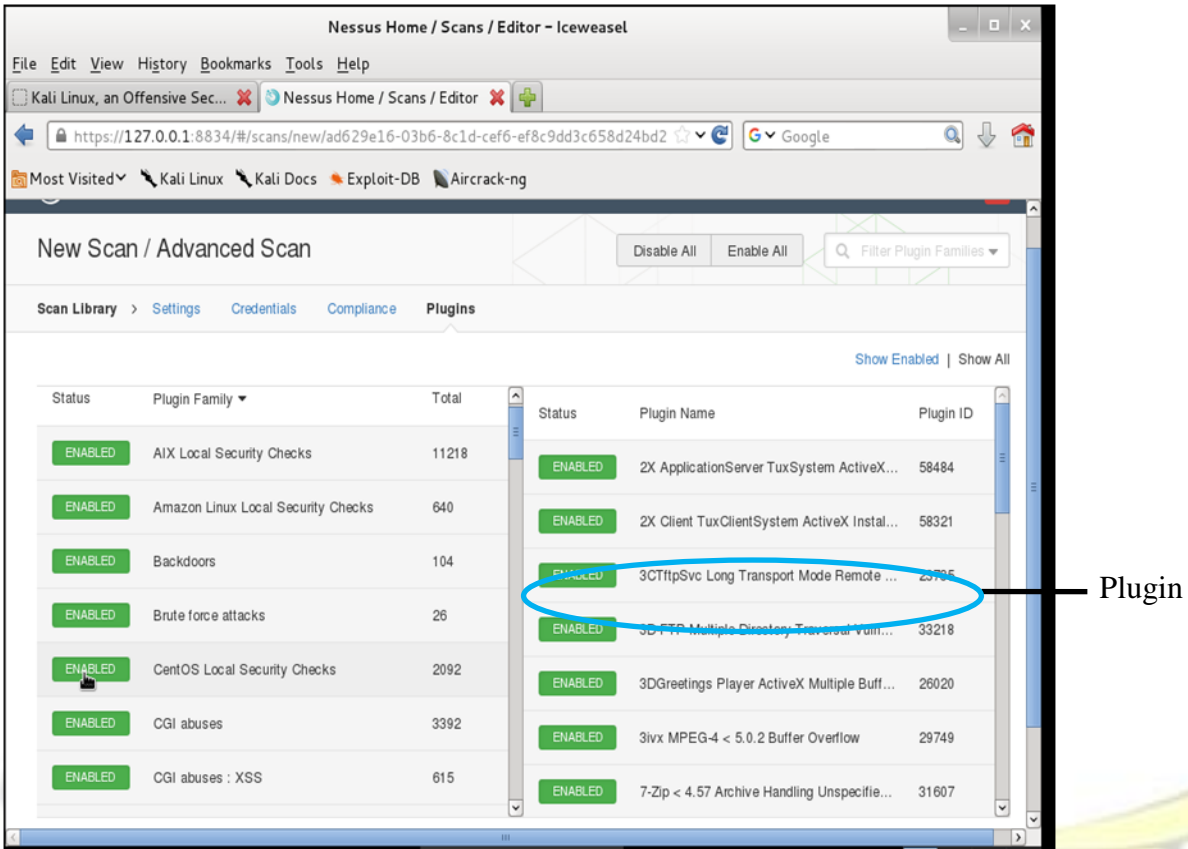 Nessus Home / Scans / Editor - Iceweasel
File Edit View History Bookmarks Tools Help
Kali Linux, an Offensive Sec... Nessus Home / Scans / Editor
https://127.0.0.1:8834/#/scans/new/ad629e16-03b6-8c1d-cef6-ef8c9dd3c658d24bd2 Google
Most Visited Kali Linux Kali Docs Exploit-DB Aircrack-ng
New Scan / Advanced Scan Disable All Enable All Filter Plugin Families
Scan Library > Settings Credentials Compliance Plugins
Show Enabled | Show All
Status Plugin Family Total
ENABLED AIX Local Security Checks 11218
ENABLED Amazon Linux Local Security Checks 640
ENABLED Backdoors 104
ENABLED Brute force attacks 26
ENABLED CentOS Local Security Checks 2092
ENABLED CGI abuses 3392
ENABLED CGI abuses : XSS 615
Status Plugin Name Plugin ID
ENABLED 2X ApplicationServer TuxSystem ActiveX... 58484
ENABLED 2X Client TuxClientSystem ActiveX Instal... 58321
ENABLED 3CTftpSvc Long Transport Mode Remote ...
ENABLED 3D-FTP Multiple Directory Traversal Vuln... 33218
ENABLED 3DGreetings Player ActiveX Multiple Buff... 26020
ENABLED 3ivx MPEG-4 < 5.0.2 Buffer Overflow 29749
ENABLED 7-Zip < 4.57 Archive Handling Unspecifie... 31607
Plugin